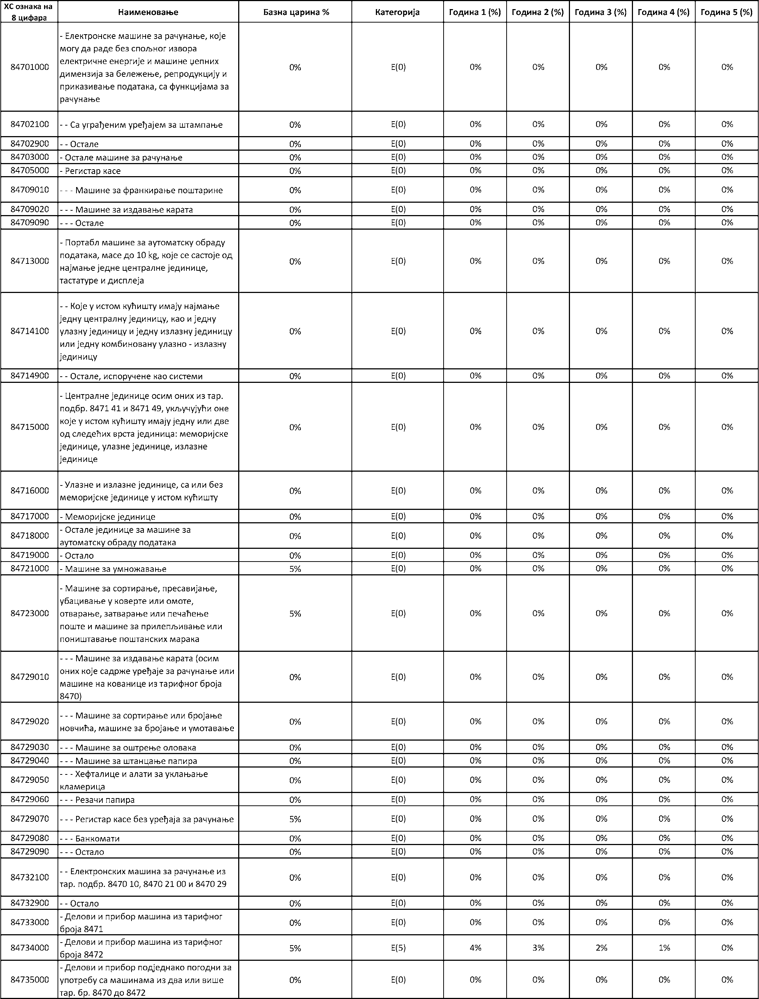 ХС ознака на
8 цифара
Наименовање
Базна царина %
Категорија
Година 1 (%)
Година 2 (%)
Година 3 (%)
Година 4 (%)
Година 5 (%)
84701000
- Електронске машине за рачунање, које
могу да раде без спољног извора
електричне енергије и машине џепних
димензија за бележење, репродукцију и
приказивање података, са функцијама за
рачунање
0% E(0) 0% 0% 0% 0% 0%
84702100 - - Са уграђеним уређајем за штампање 0% E(0) 0% 0% 0% 0% 0%
84702900 - - Остале 0% E(0) 0% 0% 0% 0% 0%
84703000 - Остале машине за рачунање 0% E(0) 0% 0% 0% 0% 0%
84705000 - Регистар касе 0% E(0) 0% 0% 0% 0% 0%
84709010 - - - Машине за франкирање поштарине 0% E(0) 0% 0% 0% 0% 0%
84709020 - - - Машине за издавање карата 0% E(0) 0% 0% 0% 0% 0%
84709090 - - - Остале 0% E(0) 0% 0% 0% 0% 0%
84713000
- Портабл машине за аутоматску обраду
података, масе до 10 kg, које се састоје од
најмање једне централне јединице,
тастатуре и дисплеја
0% E(0) 0% 0% 0% 0% 0%
84714100
- - Које у истом кућишту имају најмање
једну централну јединицу, као и једну
улазну јединицу и једну излазну јединицу
или једну комбиновану улазно - излазну
јединицу
0% E(0) 0% 0% 0% 0% 0%
84714900 - - Остале, испоручене као системи 0% E(0) 0% 0% 0% 0% 0%
84715000
- Централне јединице осим оних из тар.
подбр. 8471 41 и 8471 49, укључујући оне
које у истом кућишту имају једну или две
од следећих врста јединица: меморијске
јединице, улазне јединице, излазне
јединице
0% E(0) 0% 0% 0% 0% 0%
84716000
- Улазне и излазне јединице, са или без
меморијске јединице у истом кућишту
0% E(0) 0% 0% 0% 0% 0%
84717000 - Меморијске јединице 0% E(0) 0% 0% 0% 0% 0%
84718000
- Остале јединице за машине за
аутоматску обраду података
0% E(0) 0% 0% 0% 0% 0%
84719000 - Остало 0% E(0) 0% 0% 0% 0% 0%
84721000 - Машине за умножавање 5% E(0) 0% 0% 0% 0% 0%
84723000
- Машине за сортирање, пресавијање,
убацивање у коверте или омоте,
отварање, затварање или печаћење
поште и машине за прилепљивање или
поништавање поштанских марака
5% E(0) 0% 0% 0% 0% 0%
84729010
- - - Машине за издавање карата (осим
оних које садрже уређаје за рачунање или
машине на кованице из тарифног броја
8470)
0% E(0) 0% 0% 0% 0% 0%
84729020
- - - Машине за сортирање или бројање
новчића, машине за бројање и умотавање
0% E(0) 0% 0% 0% 0% 0%
84729030 - - - Машине за оштрење оловака 0% E(0) 0% 0% 0% 0% 0%
84729040 - - - Машине за штанцање папира 0% E(0) 0% 0% 0% 0% 0%
84729050
- - - Хефталице и алати за уклањање
кламерица
0% E(0) 0% 0% 0% 0% 0%
84729060 - - - Резачи папира 0% E(0) 0% 0% 0% 0% 0%
84729070 - - - Регистар касе без уређаја за рачунање 5% E(0) 0% 0% 0% 0% 0%
84729080 - - - Банкомати 0% E(0) 0% 0% 0% 0% 0%
84729090 - - - Остало 0% E(0) 0% 0% 0% 0% 0%
84732100
- - Електронских машина за рачунање из
тар. подбр. 8470 10, 8470 21 00 и 8470 29
0% E(0) 0% 0% 0% 0% 0%
84732900 - - Остало 0% E(0) 0% 0% 0% 0% 0%
84733000
- Делови и прибор машина из тарифног
броја 8471
0% E(0) 0% 0% 0% 0% 0%
84734000
- Делови и прибор машина из тарифног
броја 8472
5% E(5) 4% 3% 2% 1% 0%
84735000
- Делови и прибор подједнако погодни за
употребу са машинама из два или више
тар. бр. 8470 до 8472
0% E(0) 0% 0% 0% 0% 0%